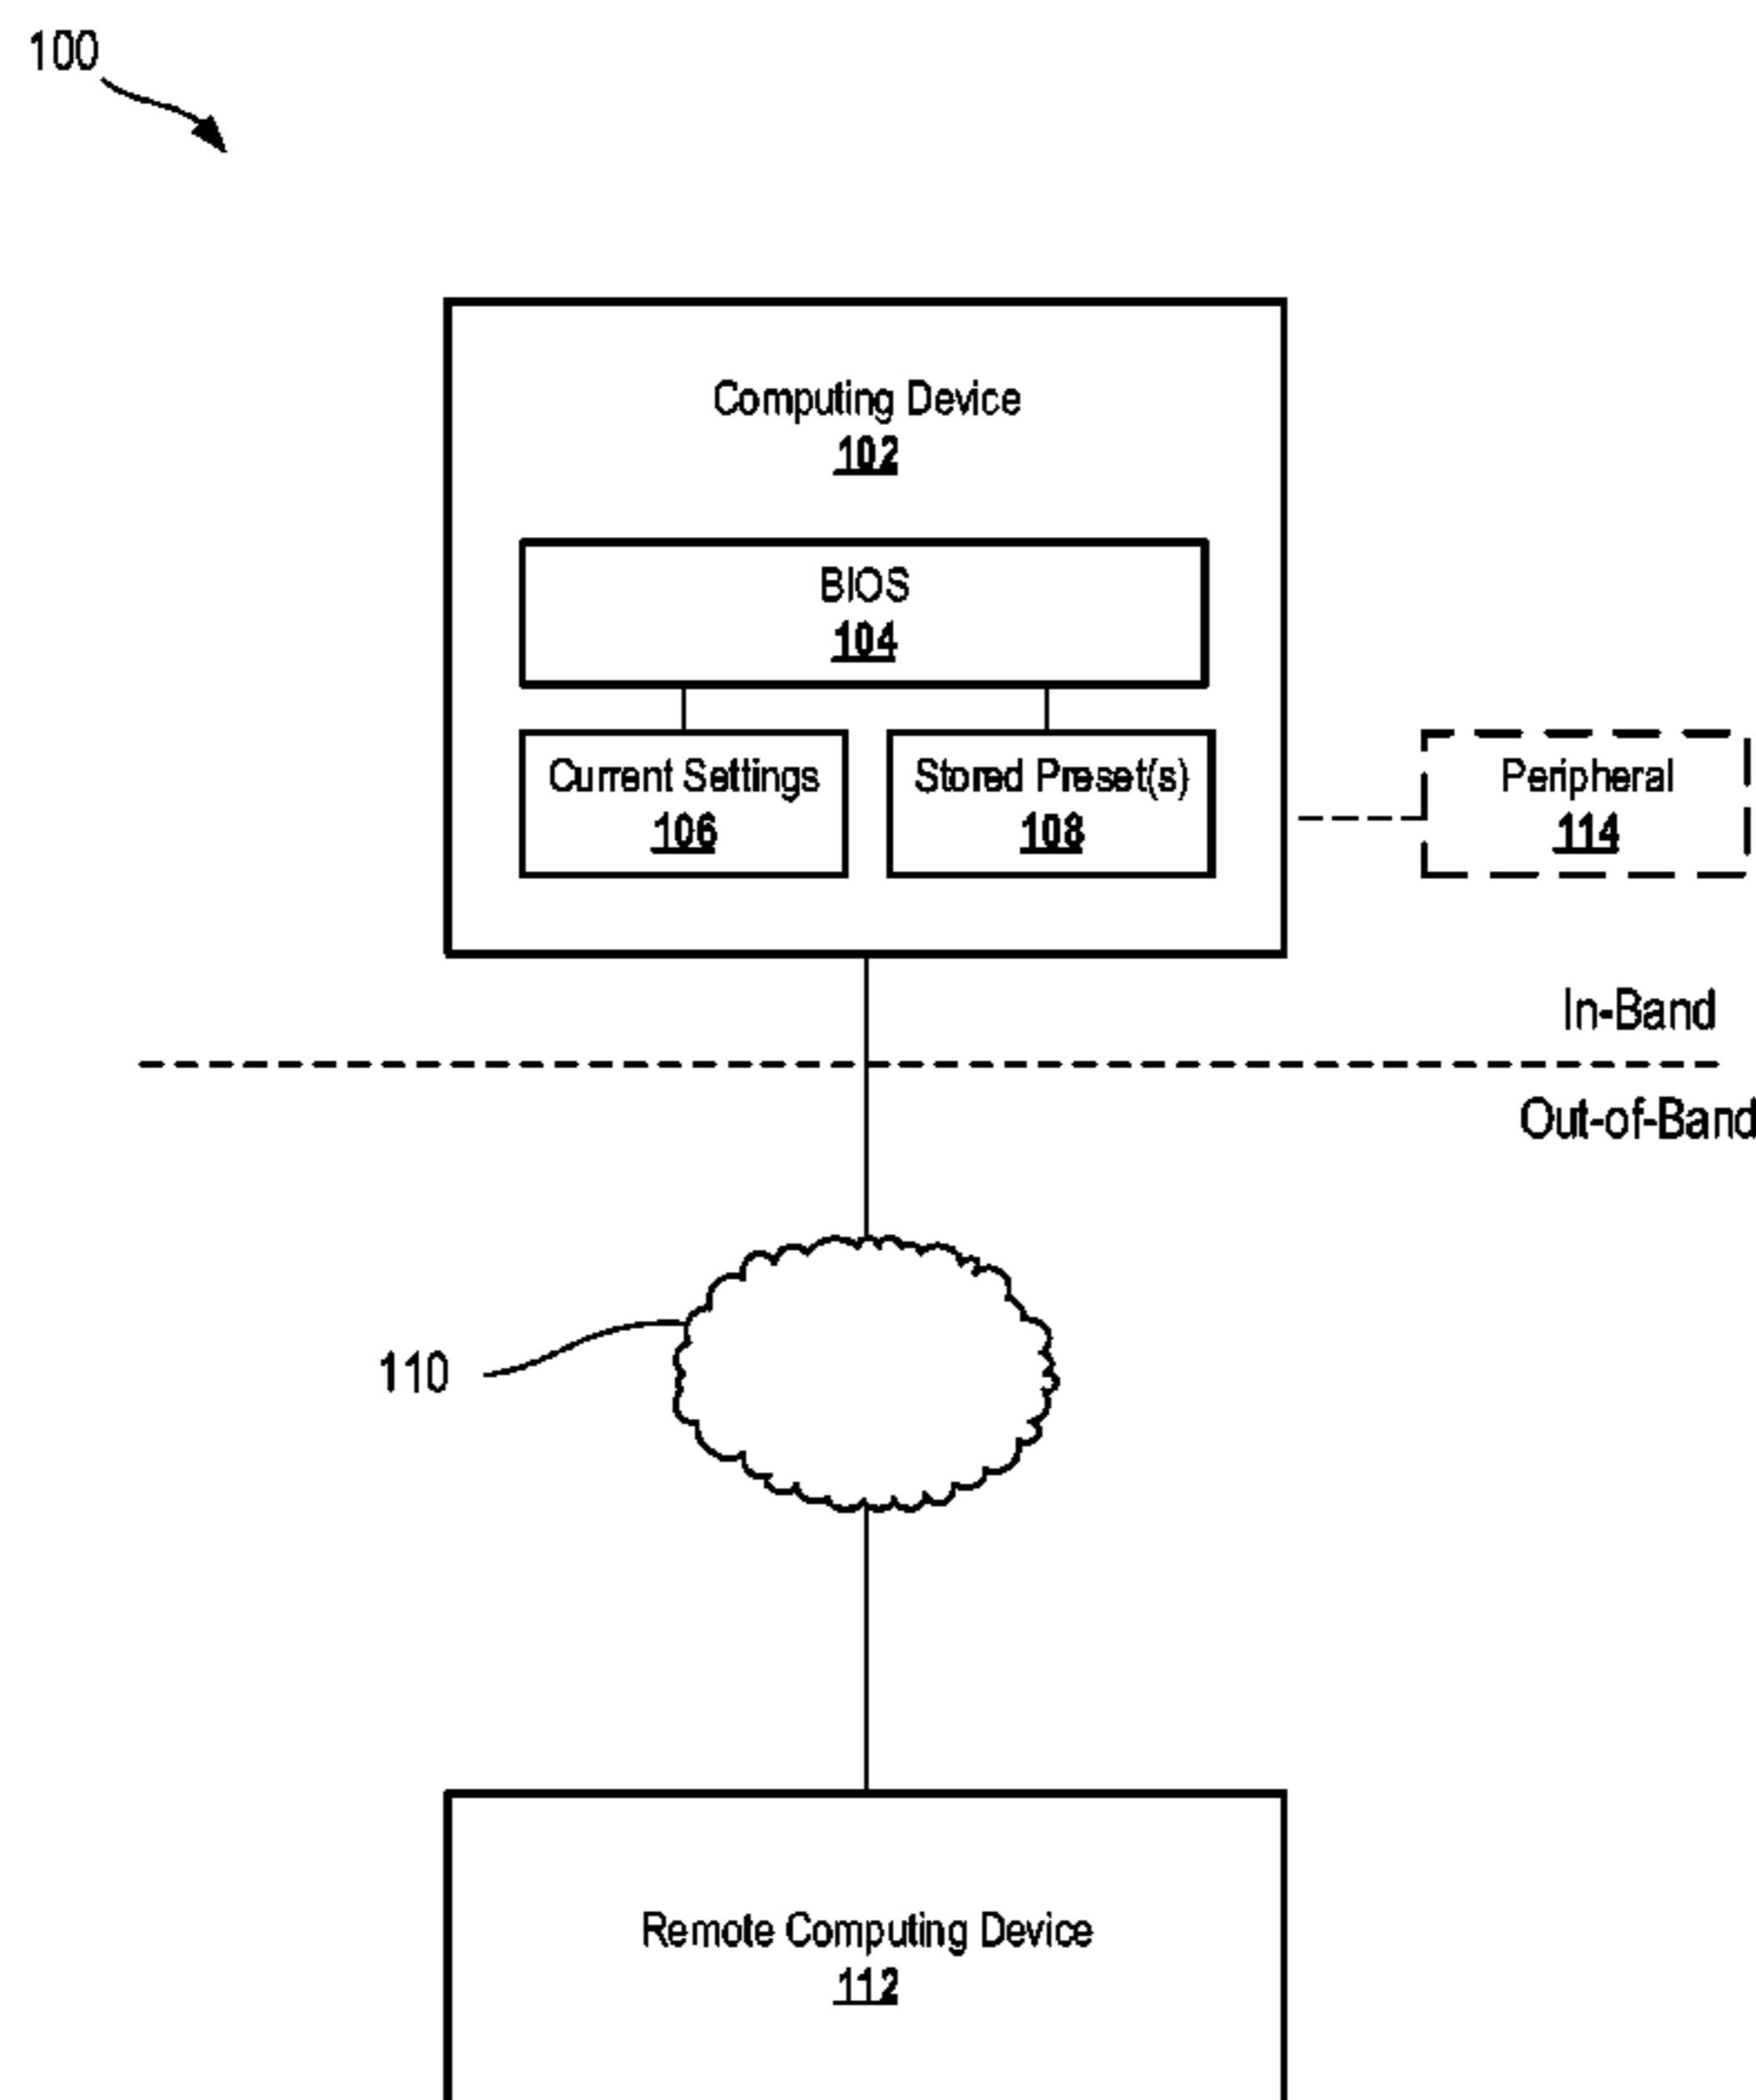 100
Computing Device
102
BIOS
104
Current Settings
106
Stored Preset(s)
108
Peripheral
114
In-Band
Out-of-Band
110
Remote Computing Device
112